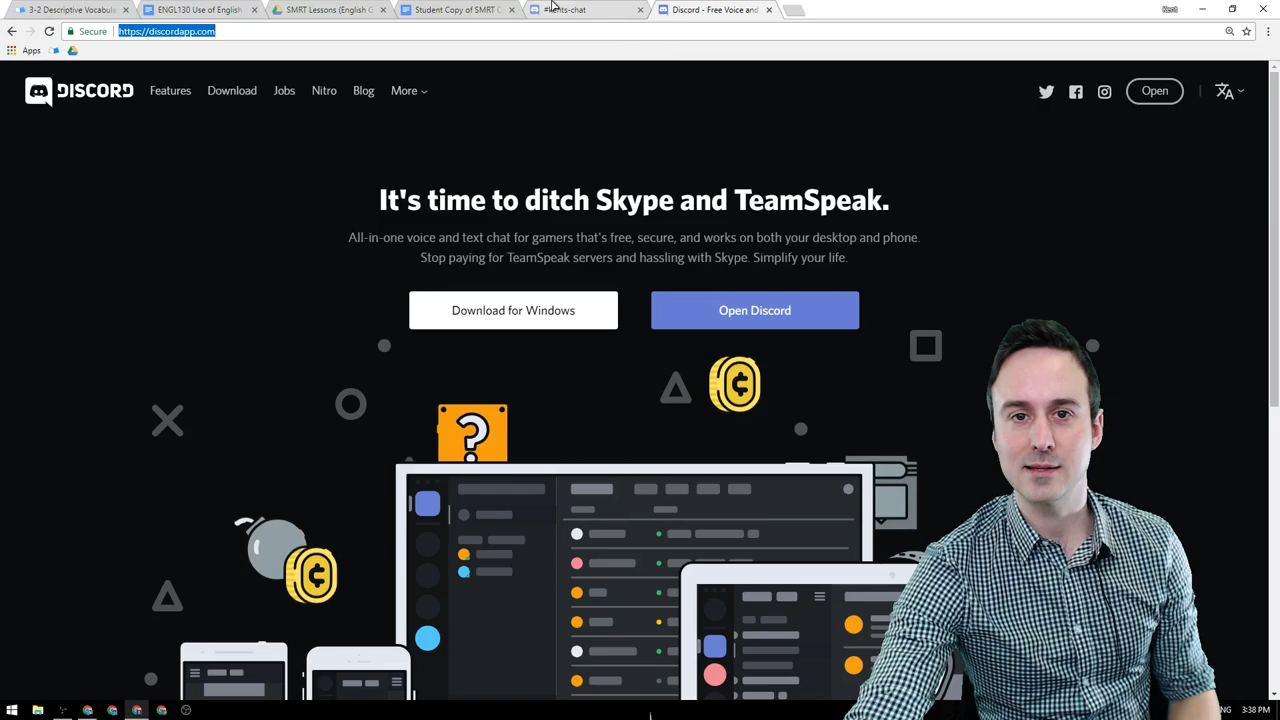 3-2 Descriptive Vocabula
ENGL130 Use of English
SMRT Lessons (English G
Student Copy of SMRT C
Discord - Free Voice and
Secure
https://discordapp.com
Apps
DISCORD
Features
Download
Jobs
Nitro
Blog
More
Open
It's time to ditch Skype and TeamSpeak.
All-in-one voice and text chat for gamers that's free, secure, and works on both your desktop and phone.
Stop paying for TeamSpeak servers and hassling with Skype. Simplify your life.
Download for Windows
Open Discord
?
3:38 PM